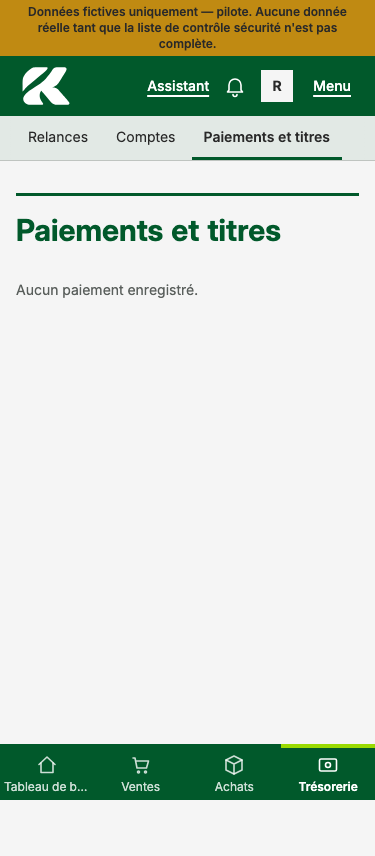 Données fictives uniquement — pilote. Aucune donnée
réelle tant que la liste de contrôle sécurité n'est pas
complète.
Assistant
R
Menu
Relances
Comptes
Paiements et titres
Paiements et titres
Aucun paiement enregistré.
Tableau de b...
Ventes
Achats
Trésorerie